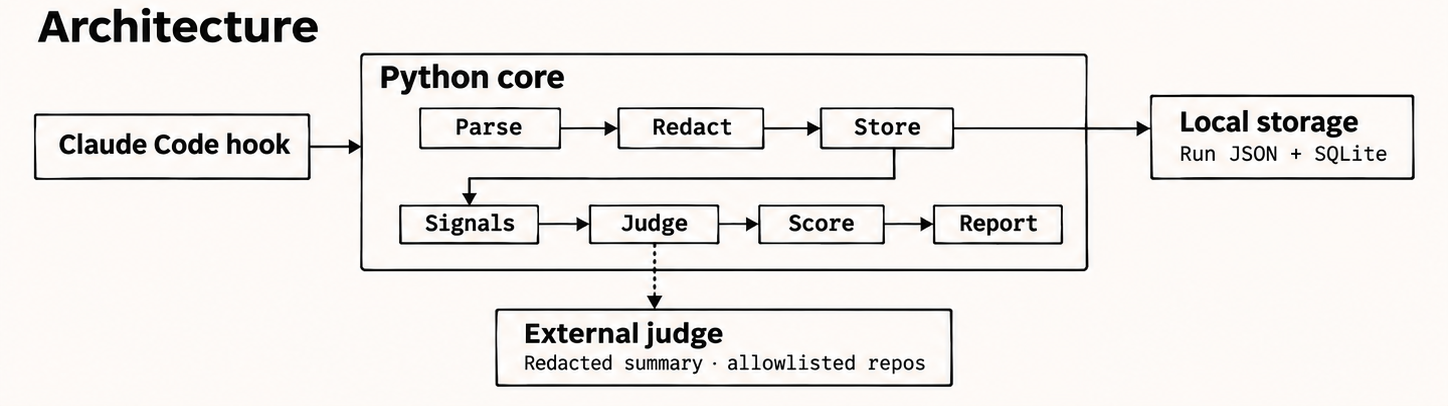 Architecture
Python core
Claude Code hook
Parse
Redact
Store
Local storage
Run JSON + SQLite
Signals
Judge
Score
Report
External judge
Redacted summary · allowlisted repos